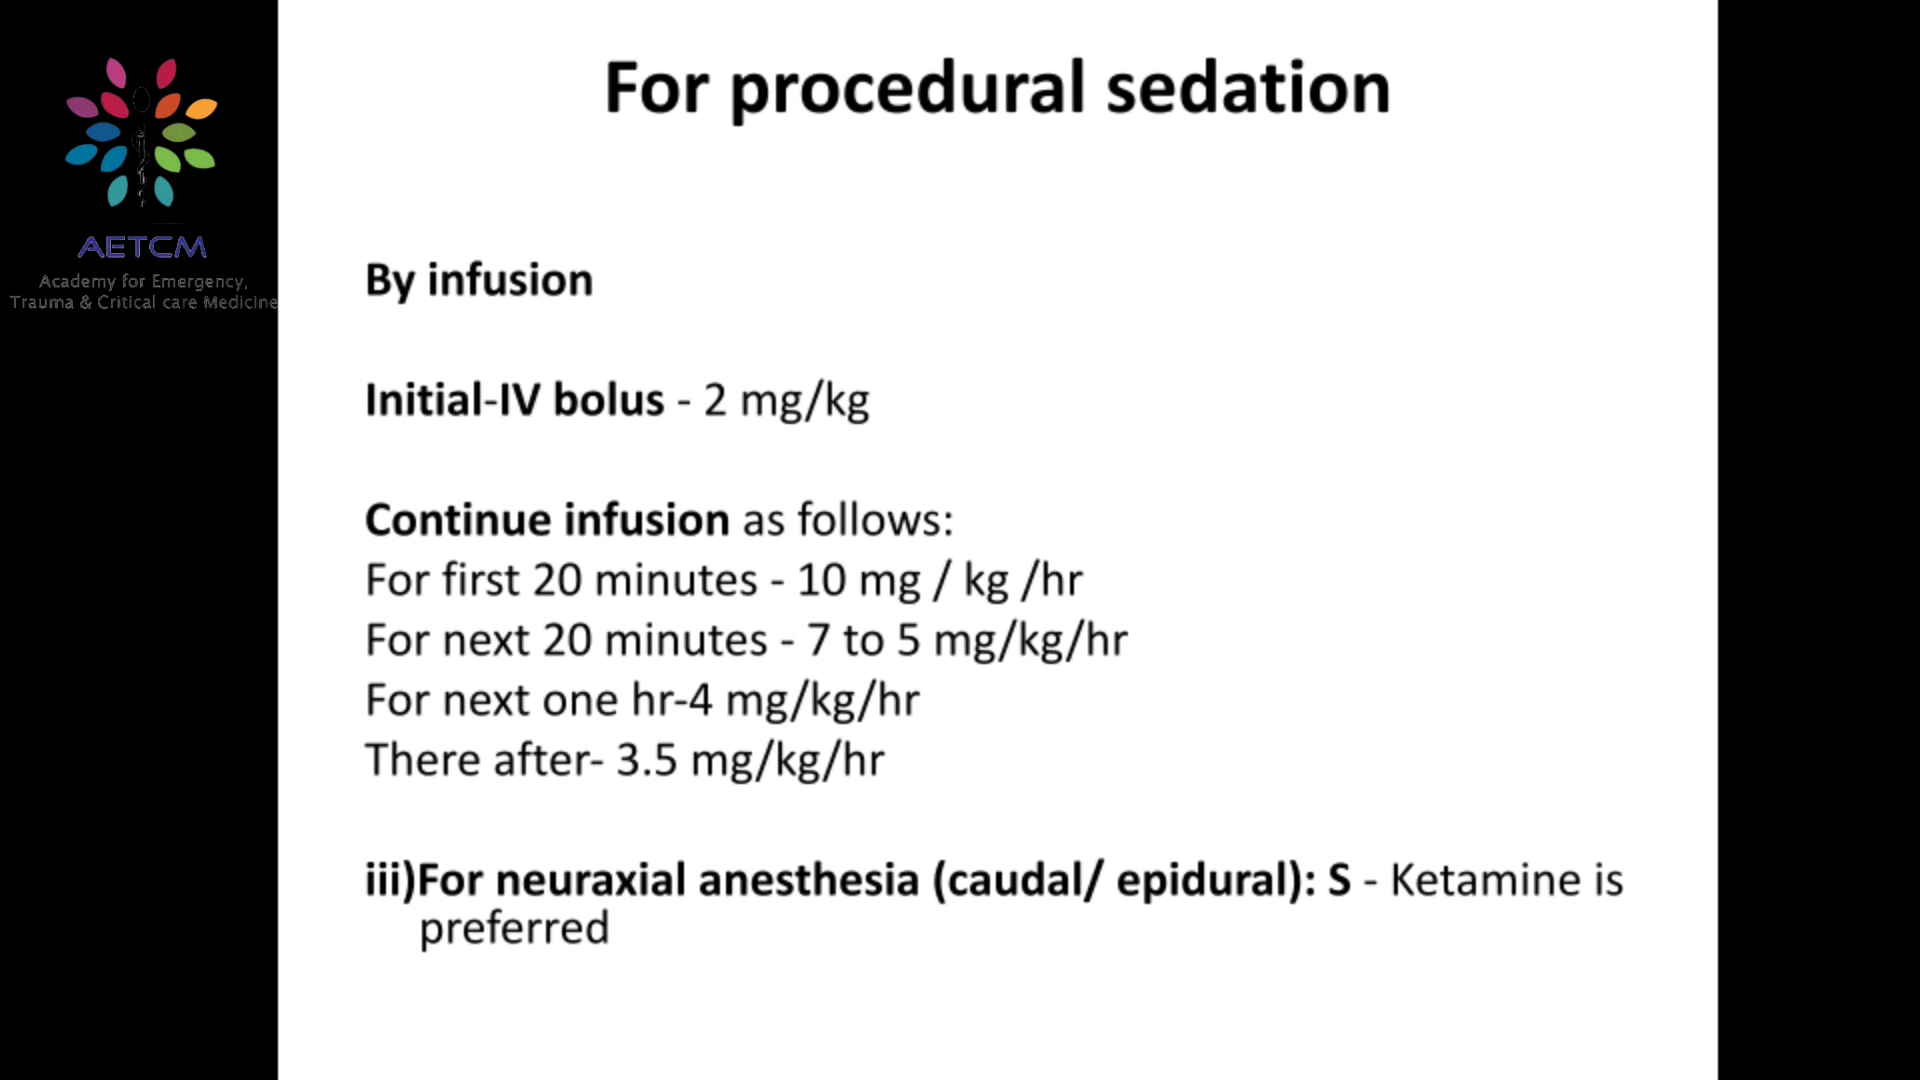 AETCM
Academy for Emergency,
Trauma & Critical care Medicine
For procedural sedation
By infusion
Initial-IV bolus - 2 mg/kg
Continue infusion as follows:
For first 20 minutes - 10 mg / kg /hr
For next 20 minutes - 7 to 5 mg/kg/hr
For next one hr-4 mg/kg/hr
There after- 3.5 mg/kg/hr
iii)For neuraxial anesthesia (caudal/ epidural): S - Ketamine is
preferred